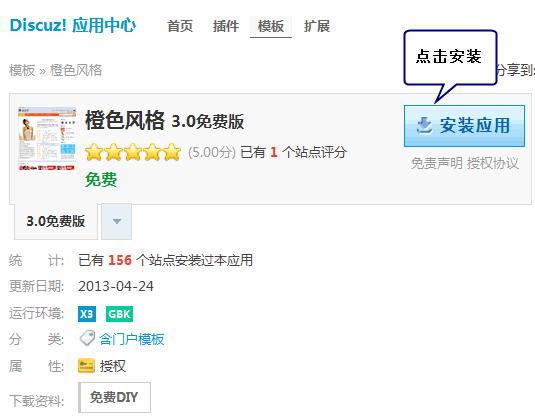 Discuz! 应用中心 首页 插件 模板 扩展
点击安装
模板 » 橙色风格 分享到:
橙色风格 3.0免费版
安装应用
(5.00分) 已有 1 个站点评分
免责声明 授权协议
免费
3.0免费版
统 计: 已有 156 个站点安装过本应用
更新日期: 2013-04-24
运行环境: X3 GBK
分 类: 含门户模板
属 性: 授权
下载资料: 免费DIY